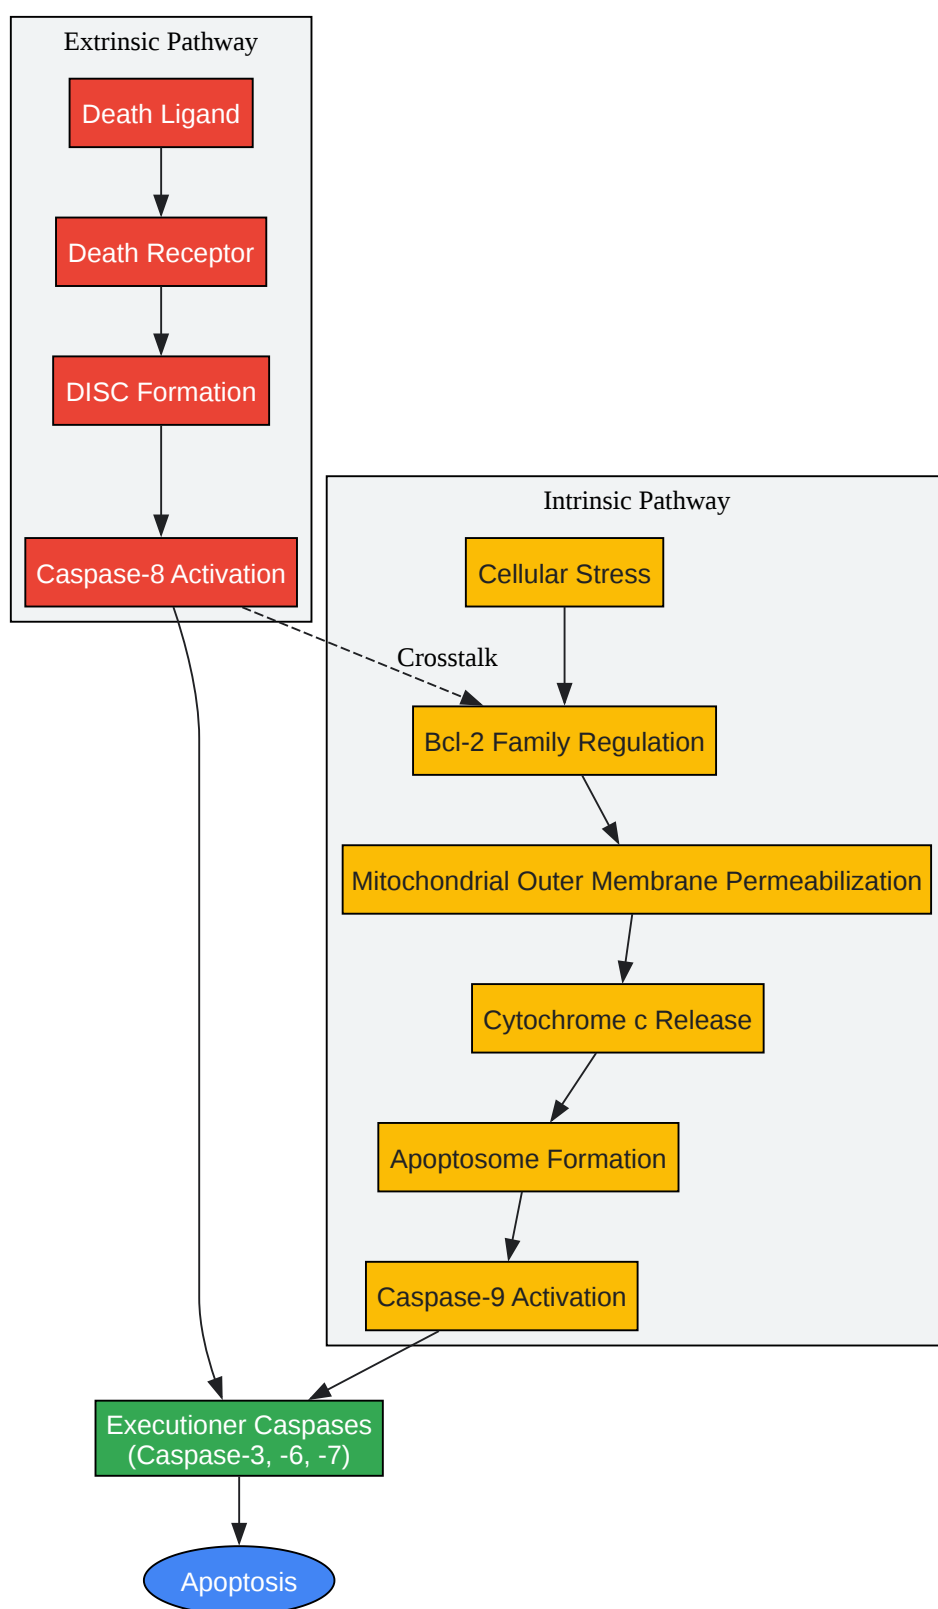 Extrinsic Pathway
Death Ligand
Death Receptor
DISC Formation
Caspase-8 Activation
Intrinsic Pathway
Cellular Stress
Crosstalk
Bcl-2 Family Regulation
Mitochondrial Outer Membrane Permeabilization
Cytochrome c Release
Apoptosome Formation
Caspase-9 Activation
Executioner Caspases
(Caspase-3, -6, -7)
Apoptosis